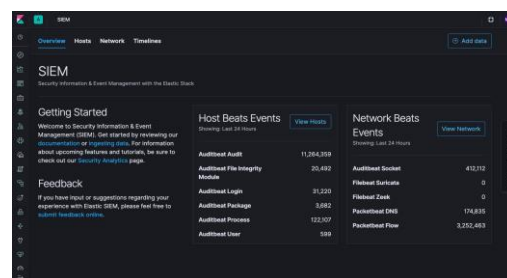 SIEM
Overview Hosts Network Timelines
Add data
SIEM
Security Information & Event Management with the Elastic Stack
Getting Started
Welcome to Security Information & Event
Management (SIEM). Get started by reviewing our
documentation or ingesting data. For information
about upcoming features and tutorials, be sure to
check out our Security Analytics page.
Feedback
If you have input or suggestions regarding your
experience with Elastic SIEM, please feel free to
submit feedback online.
Host Beats Events
View Hosts
Showing: Last 24 Hours
Auditbeat Audit 11,264,359
Auditbeat File Integrity 20,492
Module
Auditbeat Login 31,220
Auditbeat Package 3,682
Auditbeat Process 122,107
Auditbeat User 599
Network Beats
Events
View Network
Showing: Last 24 Hours
Auditbeat Socket 412,112
Filebeat Suricata 0
Filebeat Zeek 0
Packetbeat DNS 174,835
Packetbeat Flow 3,252,463